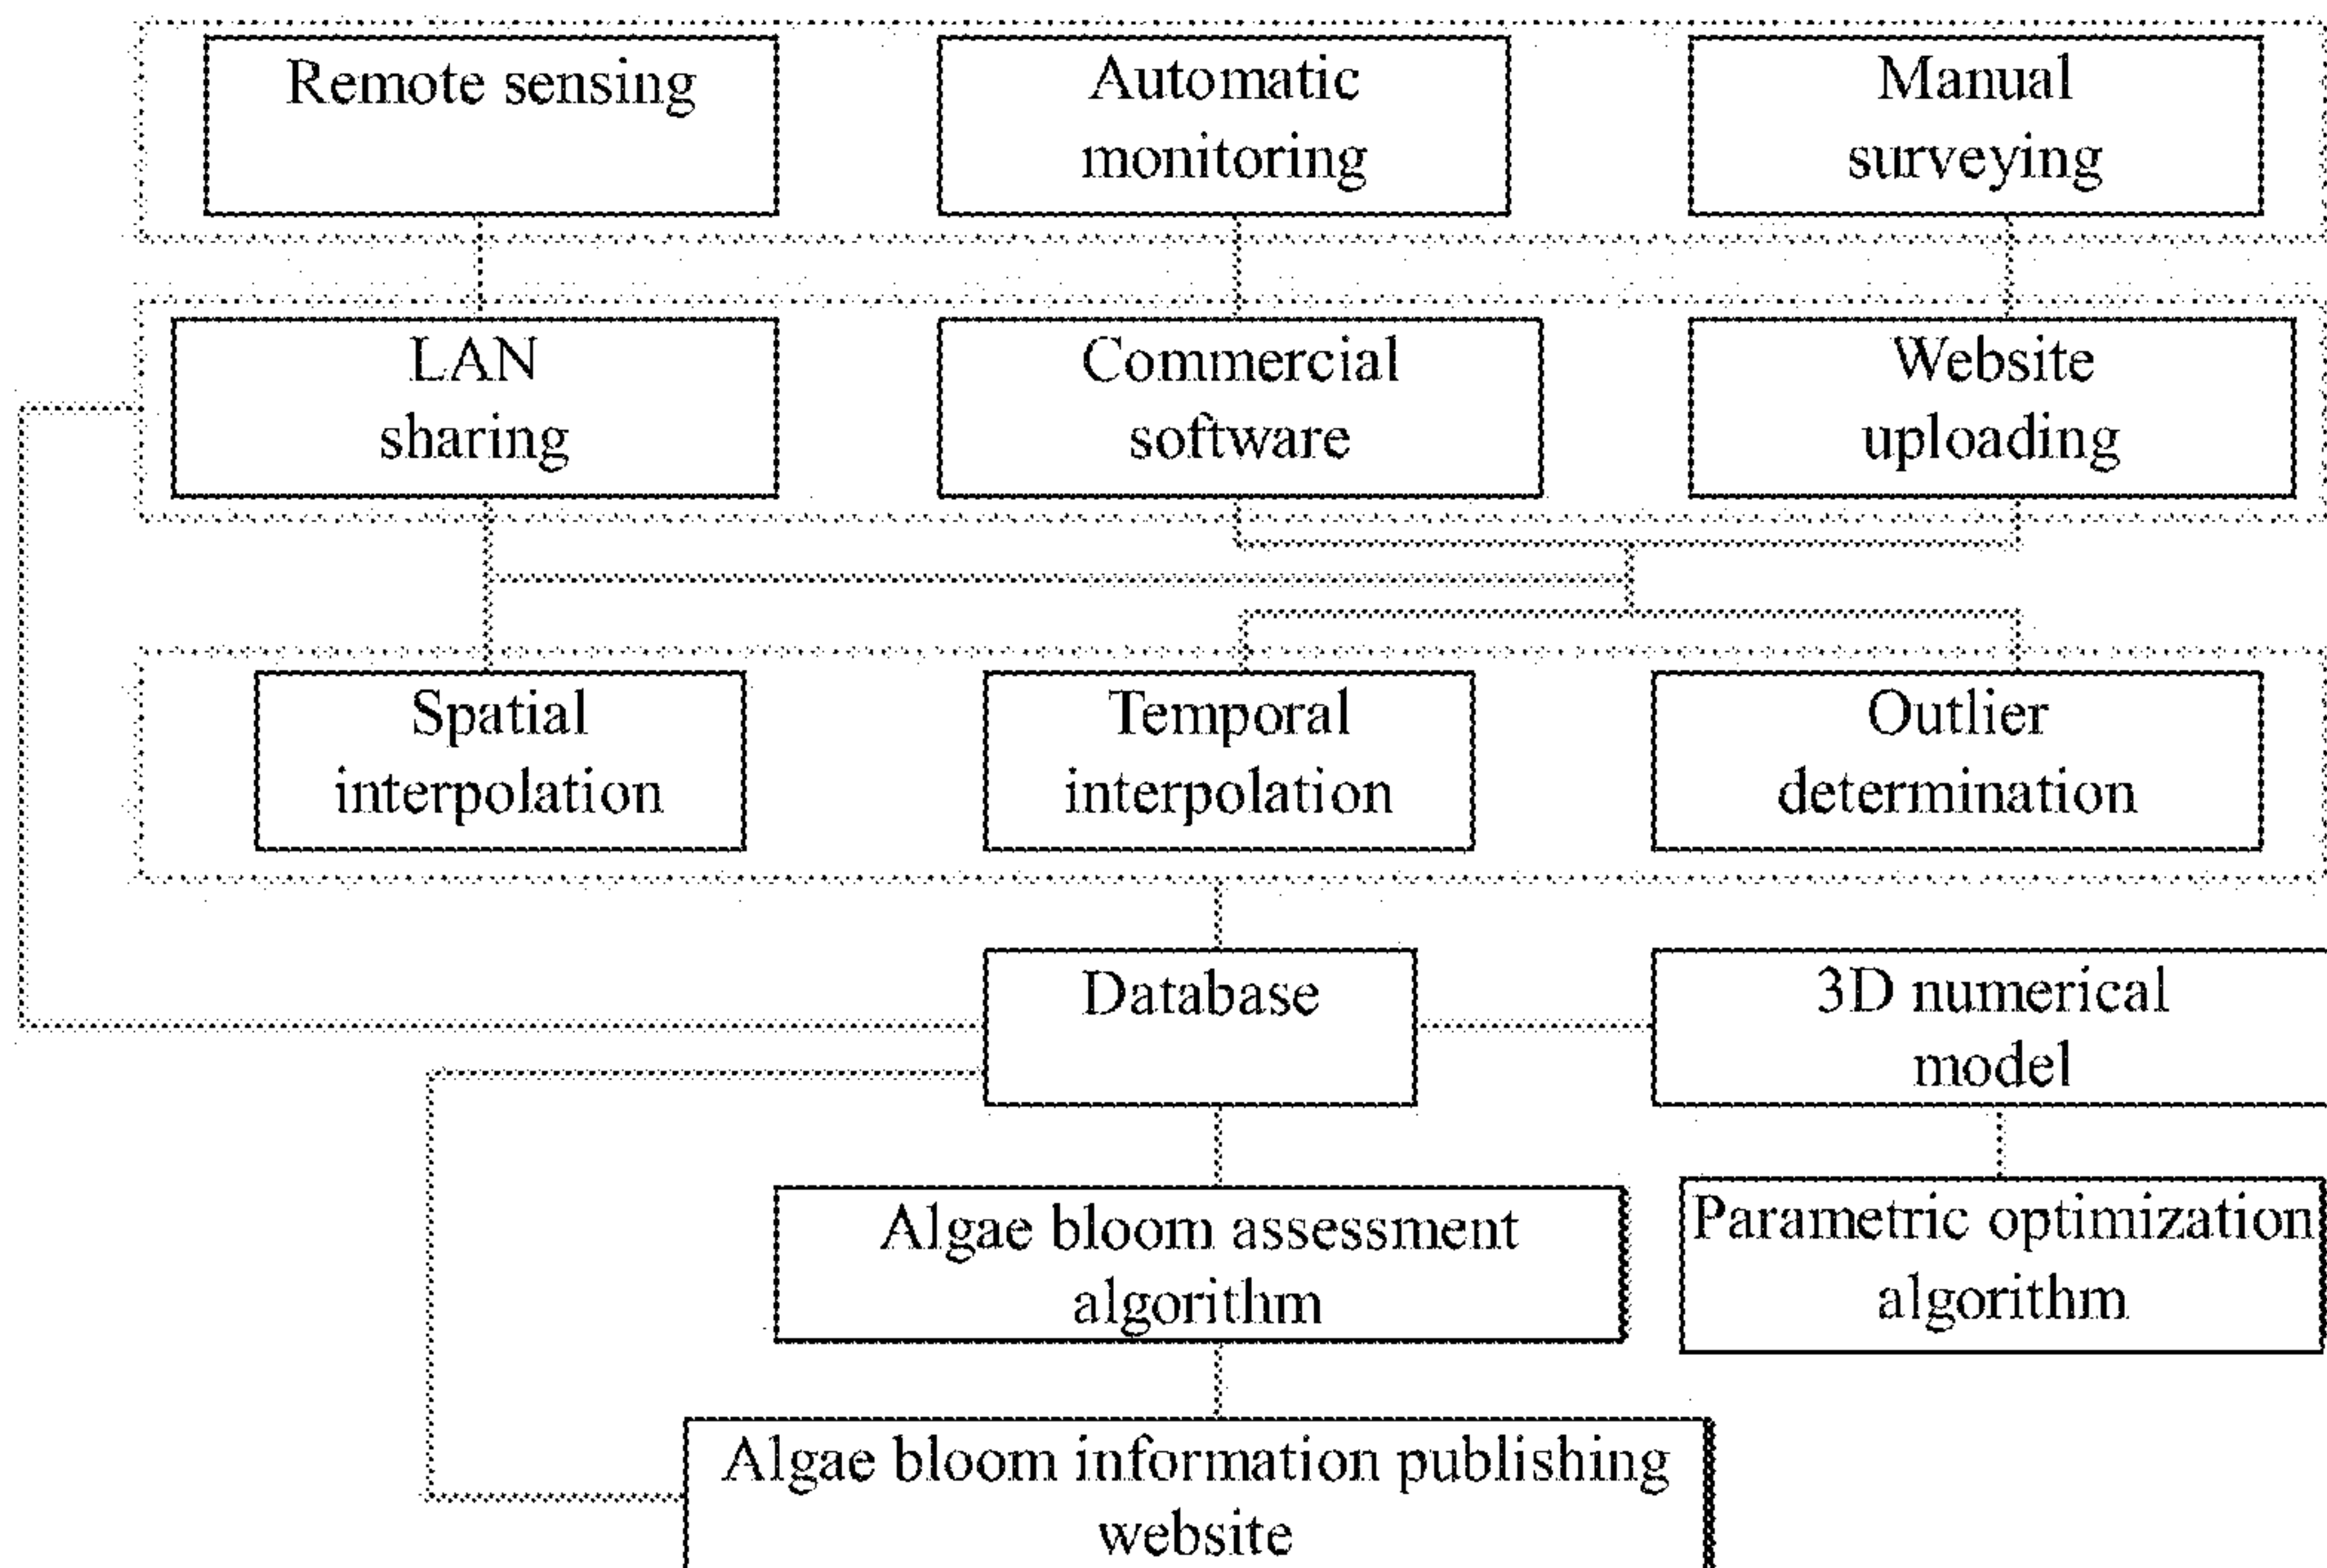 Remote sensing
Automatic
monitoring
Manual
surveying
LAN
sharing
Commercial
software
Website
uploading
Spatial
interpolation
Temporal
interpolation
Outlier
determination
Database
3D numerical
model
Algae bloom assessment
algorithm
Parametric optimization
algorithm
Algae bloom information publishing
website